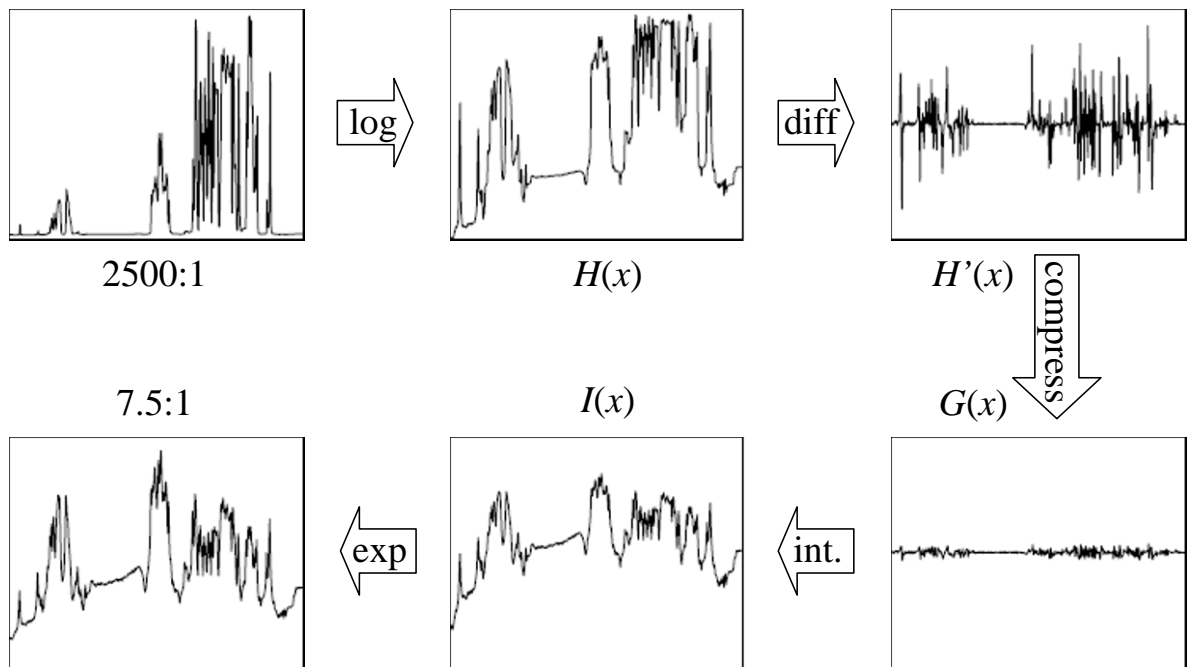 log
diff
2500:1
H(x)
H’(x)
compress
7.5:1
I(x)
G(x)
exp
int.